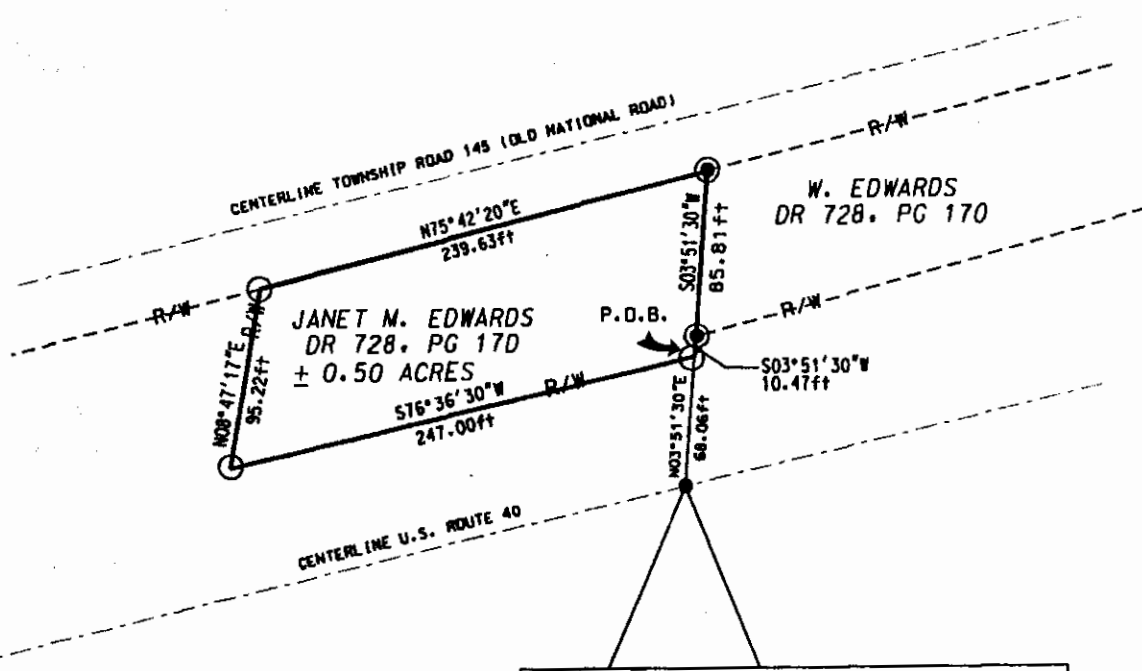 CENTERLINE TOWNSHIP ROAD 145 (OLD NATIONAL ROAD)
R/W
W. EDWARDS
DR 728. PG 170
N75°42'20"E
239.63ft
S03°51'30"W
85.81ft
R/W
R/W
R/W
JANET M. EDWARDS
DR 728. PG 170
± 0.50 ACRES
P.O.B.
N08°47'17"E
95.22ft
S76°36'30"W
247.00ft
R/W
S03°51'30"W
10.47ft
N03°51'30"E
68.06ft
CENTERLINE U.S. ROUTE 40